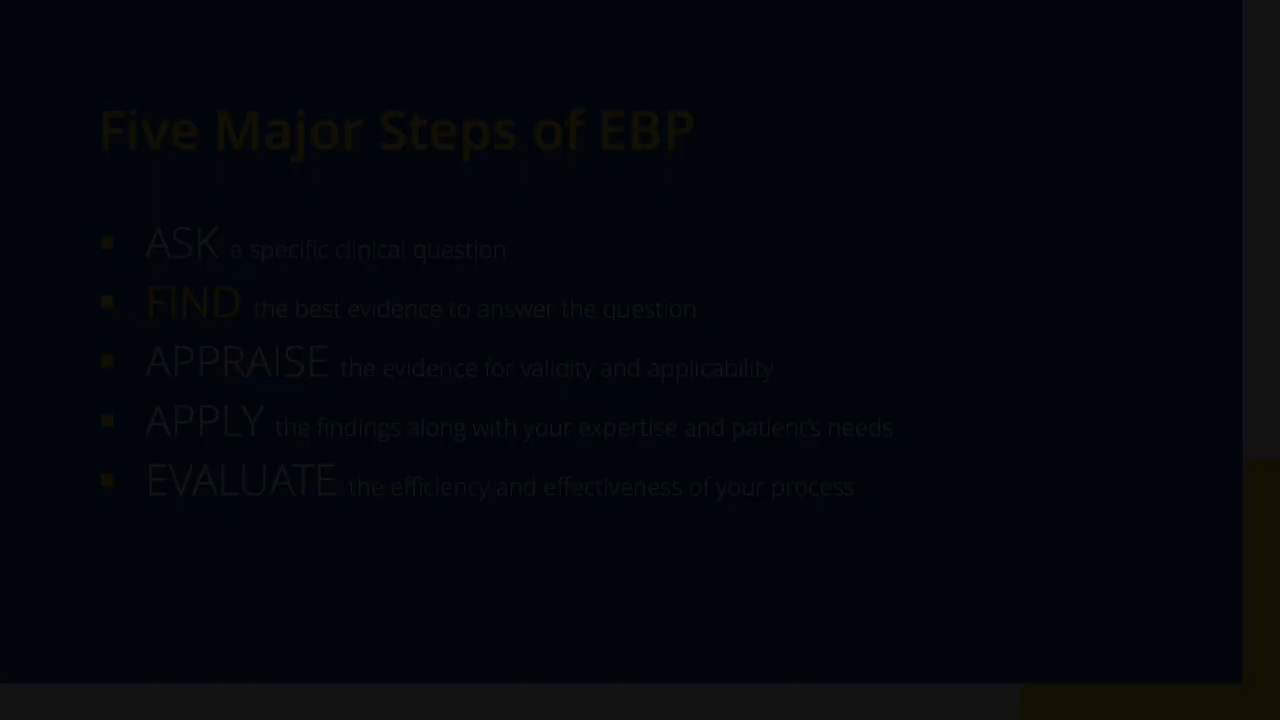 Five Major Steps of EBP
ASK a specific clinical question
FIND the best evidence to answer the question
APPRAISE the evidence for validity and applicability
APPLY the findings along with your expertise and patient's needs
EVALUATE the efficiency and effectiveness of your process